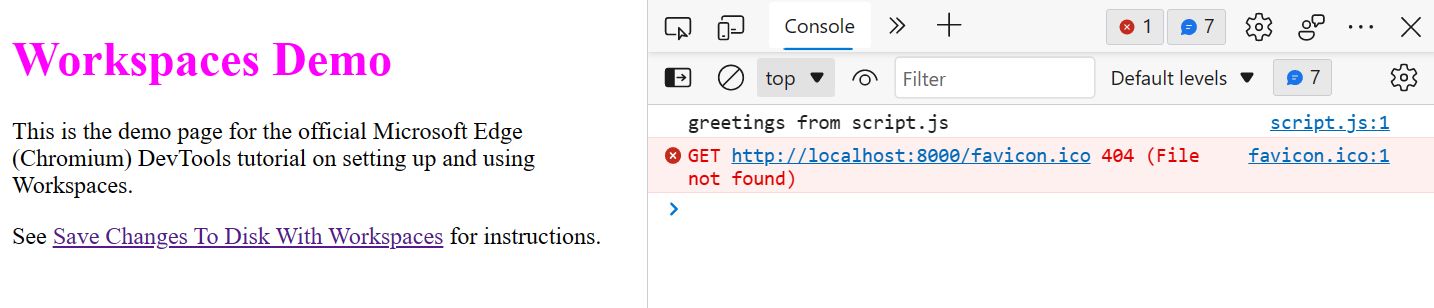 Workspaces Demo
This is the demo page for the official Microsoft Edge
(Chromium) DevTools tutorial on setting up and using
Workspaces.
See Save Changes To Disk With Workspaces for instructions.
Console
1
7
top
Filter
Default levels
7
greetings from script.js
script.js:1
GET http://localhost:8000/favicon.ico 404 (File
favicon.ico:1
not found)